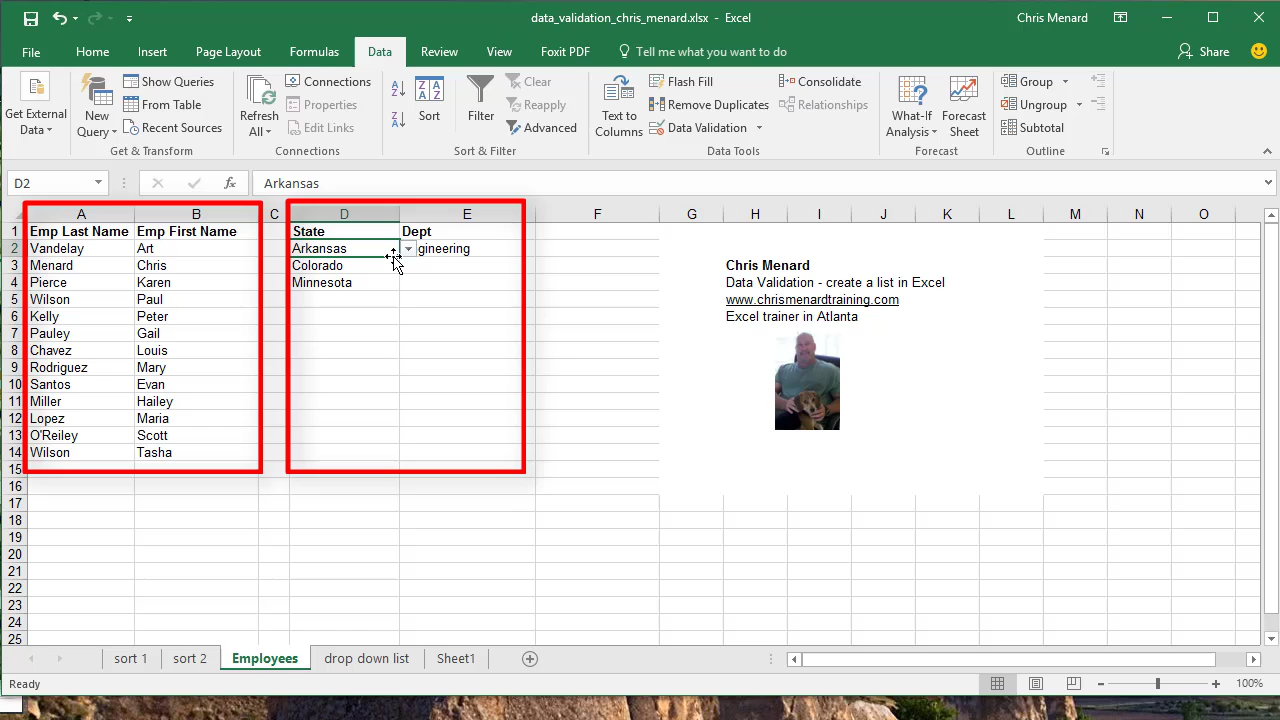 data_validation_chris_menard.xlsx - Excel
Chris Menard
File Home Insert Page Layout Formulas Data Review View Foxit PDF Tell me what you want to do Share
Get External Data
New Query
Show Queries
From Table
Recent Sources
Get & Transform
Refresh All
Connections
Properties
Edit Links
Connections
Sort
Filter
Clear
Reapply
Advanced
Sort & Filter
Text to Columns
Flash Fill
Remove Duplicates
Data Validation
Consolidate
Relationships
Data Tools
What-If Analysis
Forecast Sheet
Forecast
Group
Ungroup
Subtotal
Outline
D2 fx Arkansas
A B C D E F G H I J K L M N O
1 Emp Last Name Emp First Name State Dept
2 Vandelay Art Arkansas gineering
3 Menard Chris Colorado Chris Menard
4 Pierce Karen Minnesota Data Validation - create a list in Excel
5 Wilson Paul www.chrismenardtraining.com
6 Kelly Peter Excel trainer in Atlanta
7 Pauley Gail
8 Chavez Louis
9 Rodriguez Mary
10 Santos Evan
11 Miller Hailey
12 Lopez Maria
13 O'Reiley Scott
14 Wilson Tasha
15
16
17
18
19
20
21
22
23
24
25
sort 1 sort 2 Employees drop down list Sheet1
Ready 100%